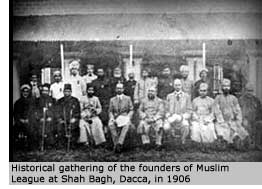 Historical gathering of the founders of Muslim
League at Shah Bagh, Dacca, in 1906